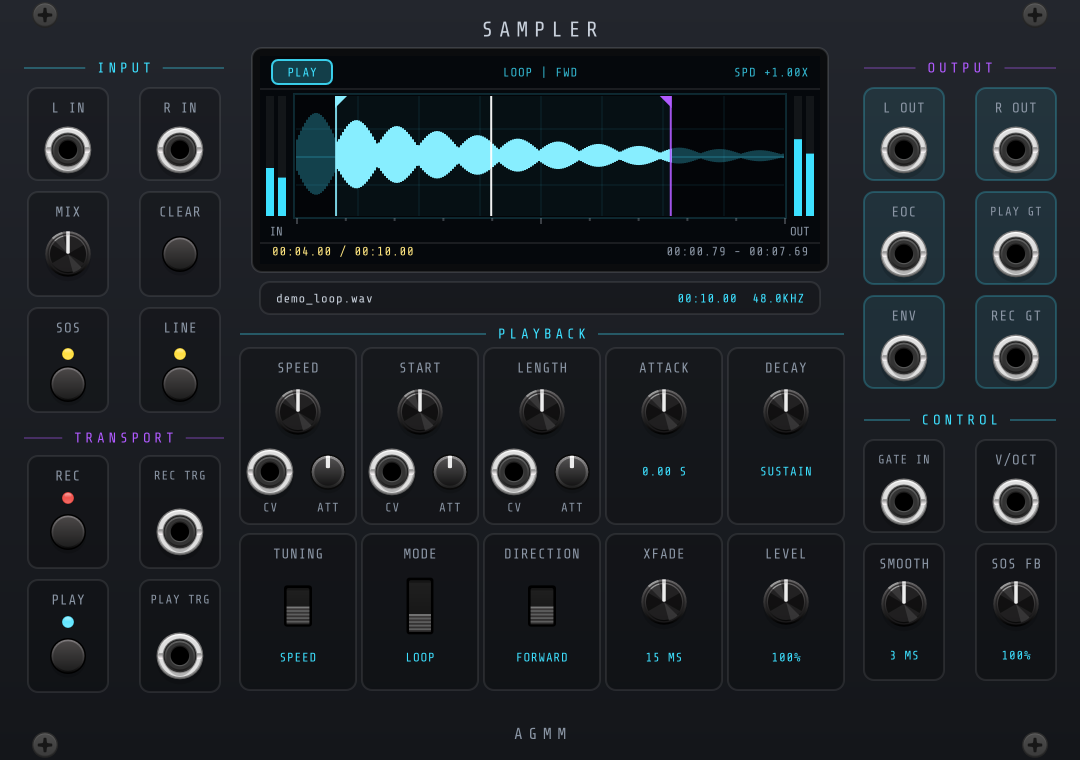 SAMPLER
INPUT
L IN
R IN
MIX
CLEAR
SOS
LINE
TRANSPORT
REC
REC TRG
PLAY
PLAY TRG
PLAY
LOOP | FWD
SPD +1.00X
IN
OUT
00:04.00 / 00:10.00
00:00.79 – 00:07.69
demo_loop.wav
00:10.00 48.0KHZ
PLAYBACK
SPEED
START
LENGTH
ATTACK
DECAY
0.00 S
SUSTAIN
CV
ATT
CV
ATT
CV
ATT
TUNING
MODE
DIRECTION
XFADE
LEVEL
SPEED
LOOP
FORWARD
15 MS
100%
OUTPUT
L OUT
R OUT
EOC
PLAY GT
ENV
REC GT
CONTROL
GATE IN
V/OCT
SMOOTH
SOS FB
3 MS
100%
AGMM